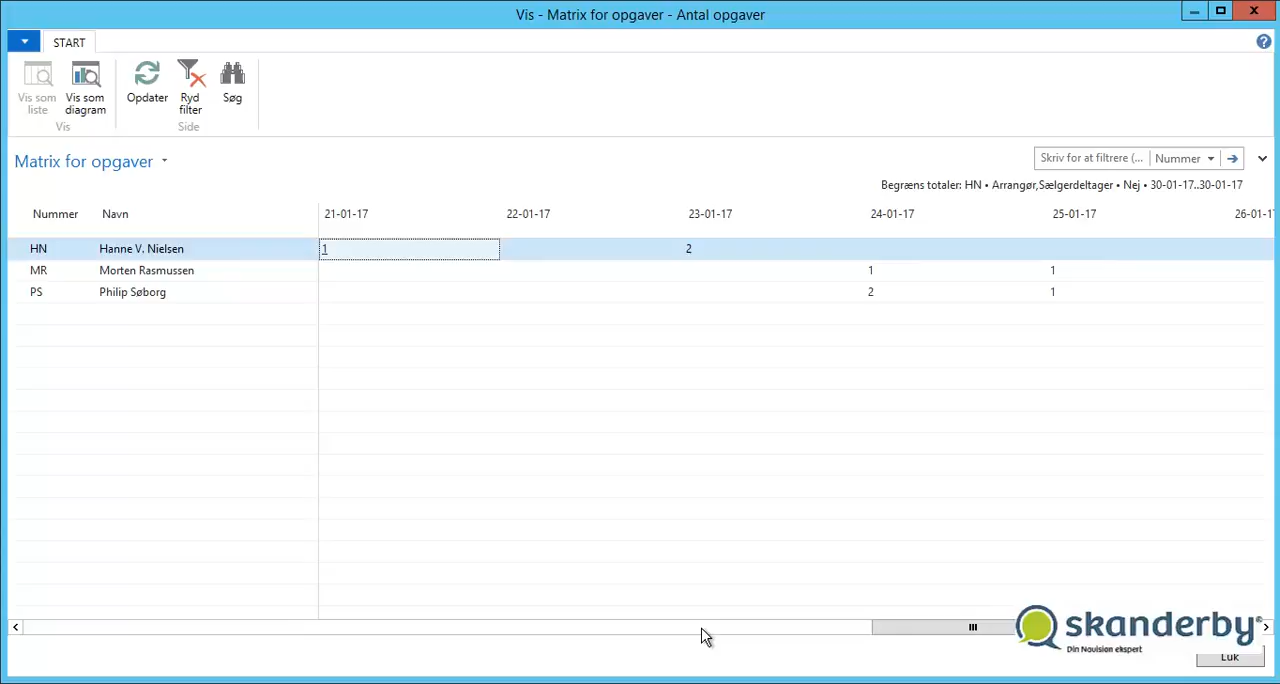 Vis - Matrix for opgaver - Antal opgaver
START
Vis som liste
Vis som diagram
Opdater
Ryd filter
Søg
Vis
Side
Matrix for opgaver
Skriv for at filtrere (...
Nummer
Begræns totaler: HN • Arrangør,Sælgerdeltager • Nej • 30-01-17..30-01-17
Nummer Navn 21-01-17 22-01-17 23-01-17 24-01-17 25-01-17 26-01-1
HN Hanne V. Nielsen 1 2
MR Morten Rasmussen 1 1
PS Philip Søborg 2 1
skanderby®
Din Navision ekspert
Luk